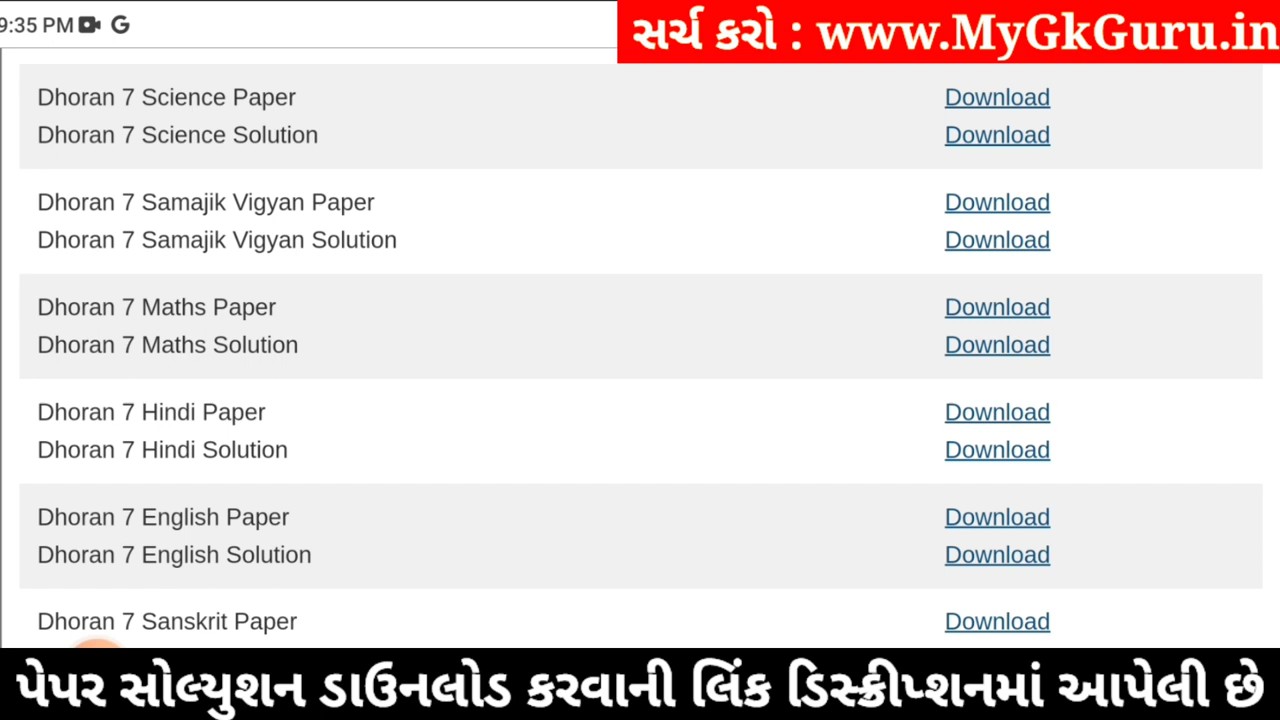 9:35 PM
સર્ચ કરો : www.MyGkGuru.in
Dhoran 7 Science Paper Download
Dhoran 7 Science Solution Download
Dhoran 7 Samajik Vigyan Paper Download
Dhoran 7 Samajik Vigyan Solution Download
Dhoran 7 Maths Paper Download
Dhoran 7 Maths Solution Download
Dhoran 7 Hindi Paper Download
Dhoran 7 Hindi Solution Download
Dhoran 7 English Paper Download
Dhoran 7 English Solution Download
Dhoran 7 Sanskrit Paper Download
પેપર સોલ્યુશન ડાઉનલોડ કરવાની લિંક ડિસ્ક્રીપ્શનમાં આપેલી છે